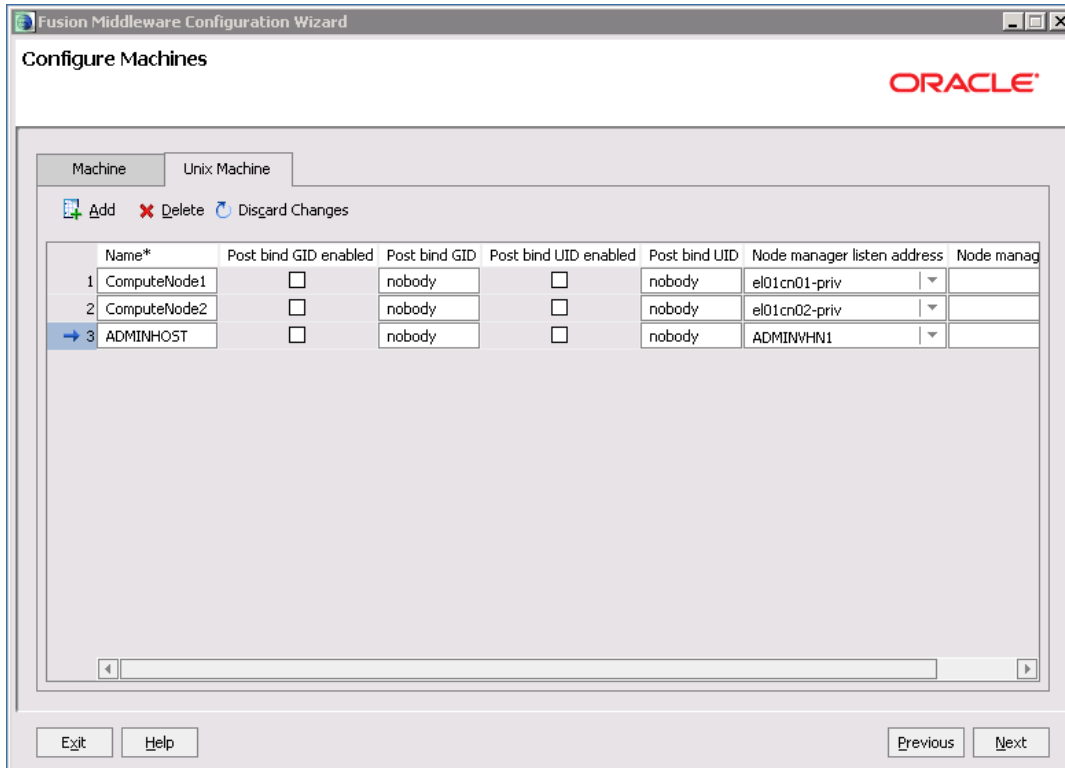 Fusion Middleware Configuration Wizard
Configure Machines
ORACLE
Machine Unix Machine
Add Delete Discard Changes
Name* Post bind GID enabled Post bind GID Post bind UID enabled Post bind UID Node manager listen address Node manag
1 ComputeNode1 nobody nobody el01cn01-priv
2 ComputeNode2 nobody nobody el01cn02-priv
3 ADMINHOST nobody nobody ADMINVHN1
Exit Help Previous Next